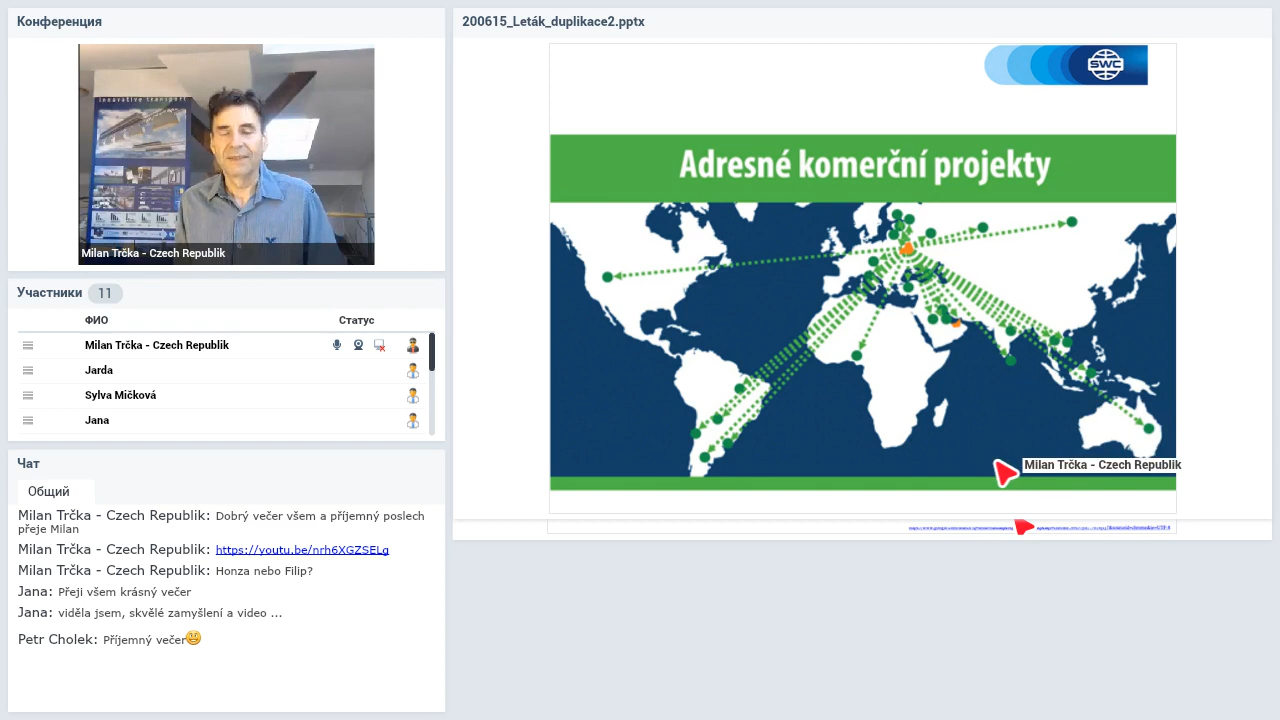 Конференция
innovative transport
Milan Trčka - Czech Republik
Участники 11
ФИО Статус
Milan Trčka - Czech Republik
Jarda
Sylva Mičková
Jana
Чат
Общий
Milan Trčka - Czech Republik: Dobrý večer všem a příjemný poslech
přeje Milan
Milan Trčka - Czech Republik: https://youtu.be/nrh6XGZSELg
Milan Trčka - Czech Republik: Honza nebo Filip?
Jana: Přeji všem krásný večer
Jana: viděla jsem, skvělé zamyšlení a video ...
Petr Cholek: Příjemný večer
200615_Leták_duplikace2.pptx
SWC
Adresné komerční projekty
Milan Trčka - Czech Republik